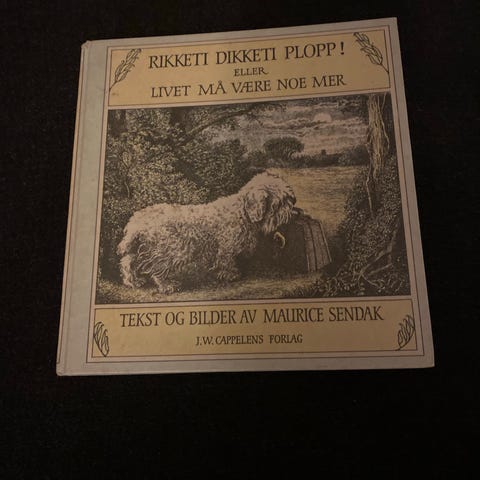 RIKKETI DIKKETI PLOPP!
ELLER
LIVET MÅ VÆRE NOE MER
TEKST OG BILDER AV MAURICE SENDAK
J.W. CAPPELENS FORLAG